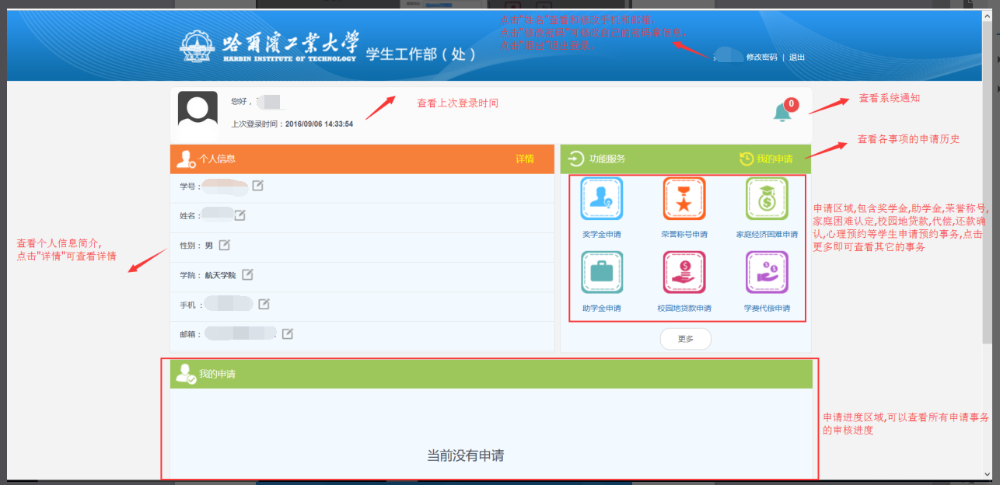 点击"姓名"查看和修改手机和邮箱,
点击"修改密码"可修改自己的密码等信息,
点击"退出"退出登录,
哈尔滨工业大学
HARBIN INSTITUTE OF TECHNOLOGY
学生工作部（处）
修改密码 | 退出
您好，
查看上次登录时间
0
查看系统通知
上次登录时间：2016/09/06 14:33:54
查看各事项的申请历史
个人信息
详情
功能服务
我的申请
学号：
姓名：
性别： 男
学院： 航天学院
手机 ：
邮箱：
查看个人信息简介,
点击"详情"可查看详情
奖学金申请
荣誉称号申请
家庭经济困难申请
助学金申请
校园地贷款申请
学费代偿申请
更多
申请区域,包含奖学金,助学金,荣誉称号,
家庭困难认定,校园地贷款,代偿,还款确
认,心理预约等学生申请预约事务,点击
更多即可查看其它的事务
我的申请
当前没有申请
申请进度区域,可以查看所有申请事务
的审核进度